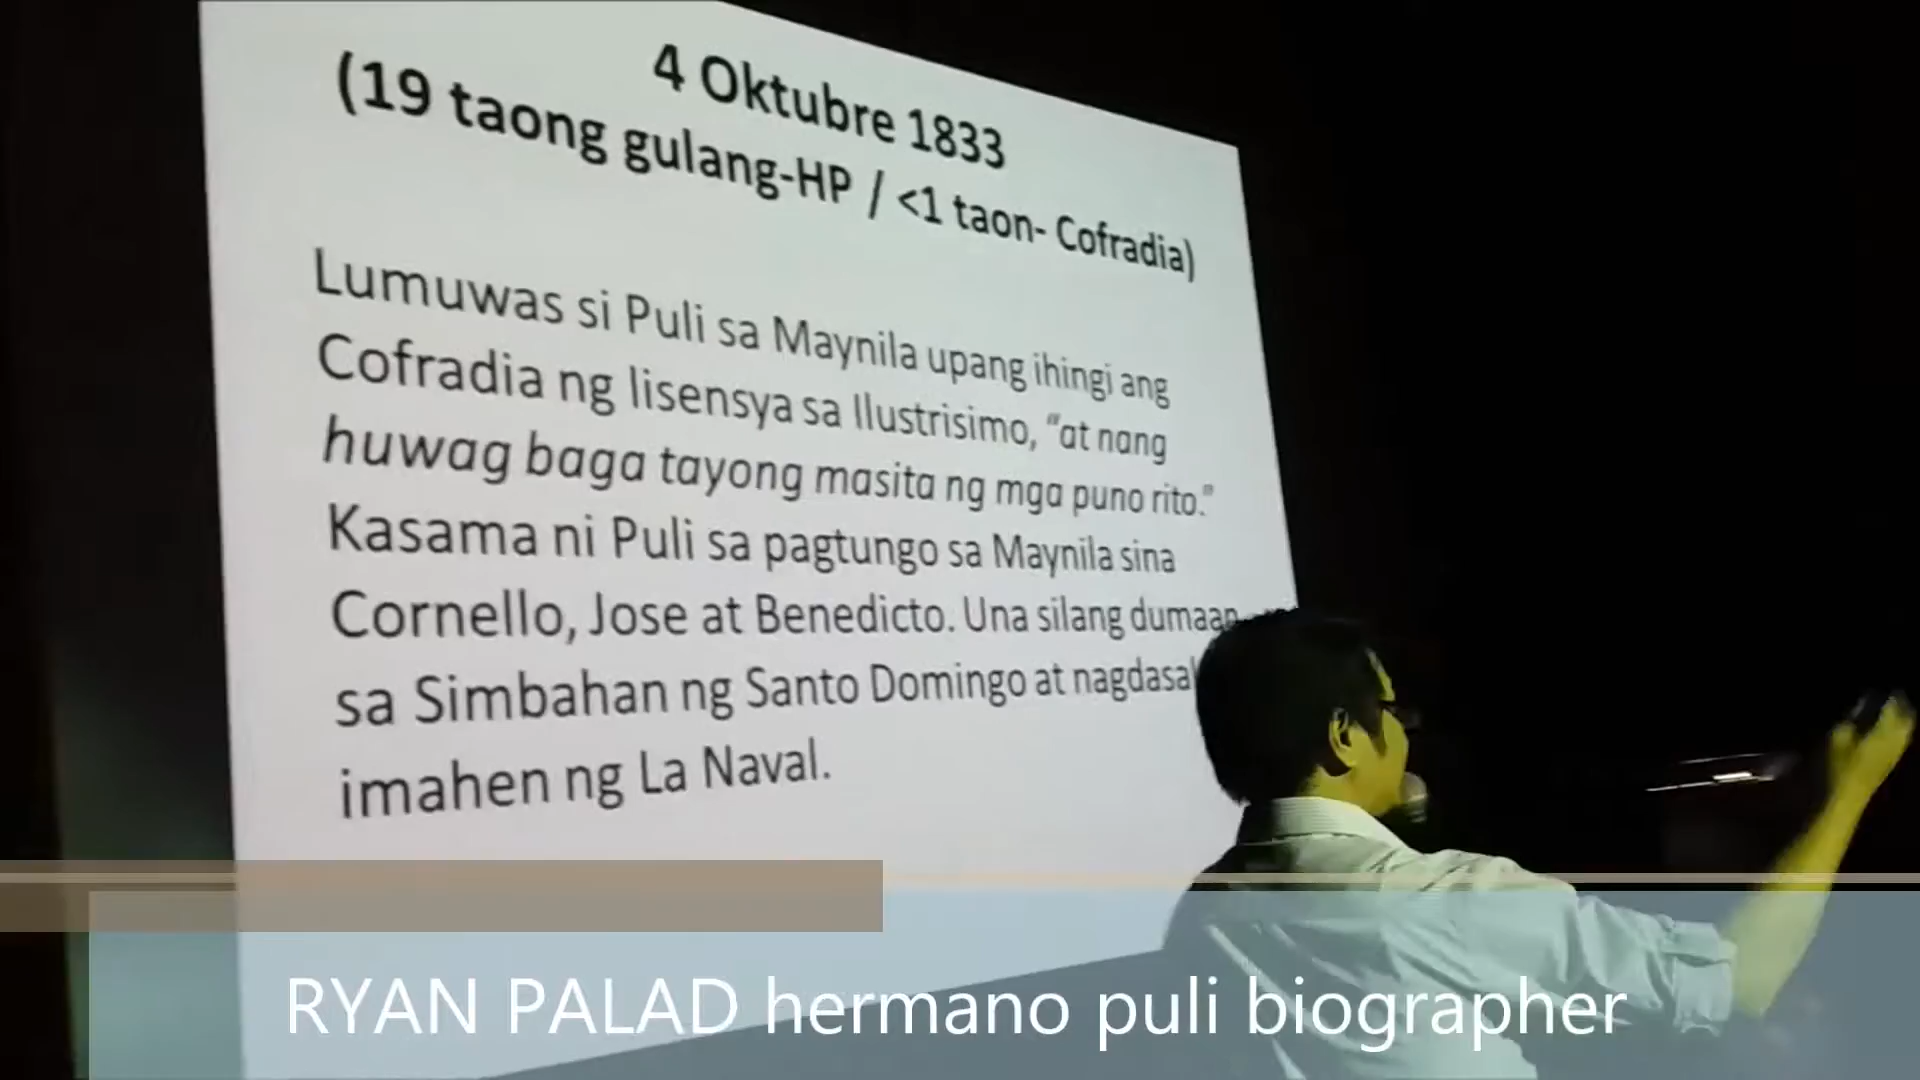 4 Oktubre 1833
(19 taong gulang-HP / <1 taon- Cofradia)
Lumuwas si Puli sa Maynila upang ihingi ang
Cofradia ng lisensya sa Ilustrisimo, “at nang
huwag baga tayong masita ng mga puno rito.”
Kasama ni Puli sa pagtungo sa Maynila sina
Cornello, Jose at Benedicto. Una silang dumaan
sa Simbahan ng Santo Domingo at nagdasal
imahen ng La Naval.
RYAN PALAD hermano puli biographer